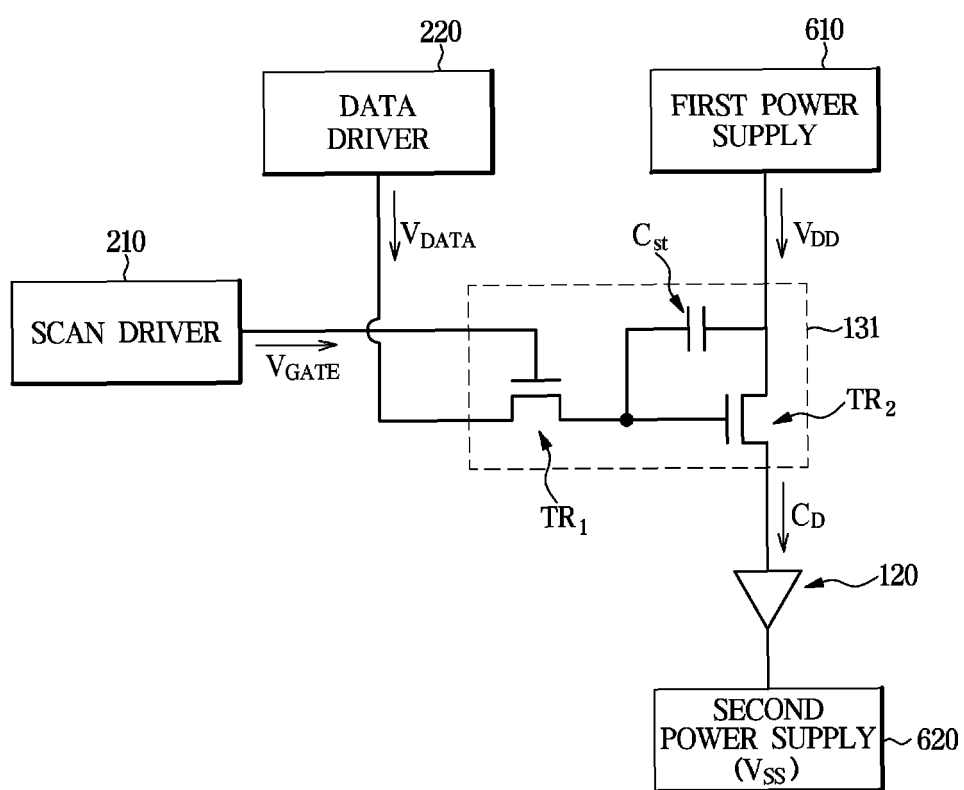 220
610
DATA
DRIVER
FIRST POWER
SUPPLY
210
V_DATA
C_st
V_DD
SCAN DRIVER
131
V_GATE
TR_2
TR_1
C_D
120
SECOND
POWER SUPPLY
(V_SS)
620